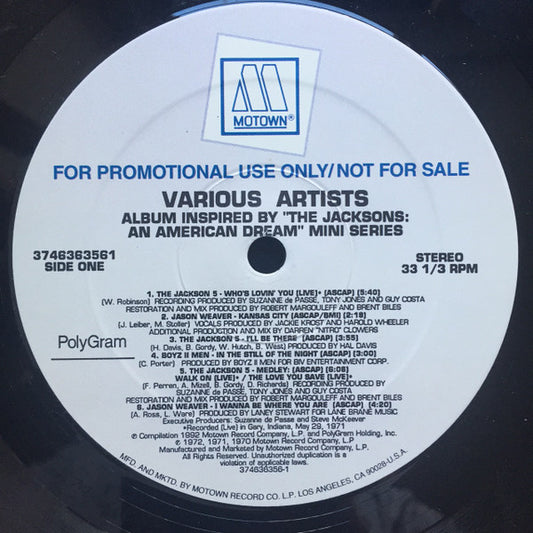 MOTOWN®
FOR PROMOTIONAL USE ONLY/NOT FOR SALE
VARIOUS ARTISTS
ALBUM INSPIRED BY "THE JACKSONS:
AN AMERICAN DREAM" MINI SERIES
3746363561
SIDE ONE
STEREO
33 1/3 RPM
PolyGram
1. THE JACKSON 5 - WHO'S LOVIN' YOU (LIVE)* (ASCAP) (5:40)
(W. Robinson) RECORDING PRODUCED BY SUZANNE de PASSE, TONY JONES AND GUY COSTA
RESTORATION AND MIX PRODUCED BY ROBERT MARGOULEFF AND BRENT BILES
2. JASON WEAVER - KANSAS CITY (ASCAP/BMI) (2:18)
(J. Leiber, M. Stoller) VOCALS PRODUCED BY JACKIE KROST AND HAROLD WHEELER
ADDITIONAL PRODUCTION AND MIX BY DARREN "NITRO" CLOWERS
3. THE JACKSON 5 - I'LL BE THERE (ASCAP) (3:55)
(H. Davis, B. Gordy, W. Hutch, B. West) PRODUCED BY HAL DAVIS
4. BOYZ II MEN - IN THE STILL OF THE NIGHT (ASCAP) (3:00)
(C. Porter) PRODUCED BY BOYZ II MEN FOR BIV ENTERTAINMENT CORP.
5. THE JACKSON 5 - MEDLEY: (ASCAP) (6:08)
WALK ON (LIVE)* / THE LOVE YOU SAVE (LIVE)*
(F. Perren, A. Mizell, B. Gordy, D. Richards) RECORDING PRODUCED BY
SUZANNE de PASSE, TONY JONES AND GUY COSTA
RESTORATION AND MIX PRODUCED BY ROBERT MARGOULEFF AND BRENT BILES
6. JASON WEAVER - I WANNA BE WHERE YOU ARE (ASCAP) (4:20)
(A. Ross, L. Ware) PRODUCED BY LANEY STEWART FOR LANE BRANE MUSIC
Executive Producers: Suzanne de Passe and Steve McKeever
*Recorded (Live) in Gary, Indiana, May 29, 1971
℗ Compilation 1992 Motown Record Company, L.P. and PolyGram Holding, Inc.
℗ 1972, 1971, 1970 Motown Record Company L.P.
Manufactured and Marketed by Motown Record Company L.P.
All Rights Reserved. Unauthorized duplication is a
violation of applicable laws.
374636356-1
MFD. AND MKTD. BY MOTOWN RECORD CO. L.P. LOS ANGELES, CA 90028-U.S.A.